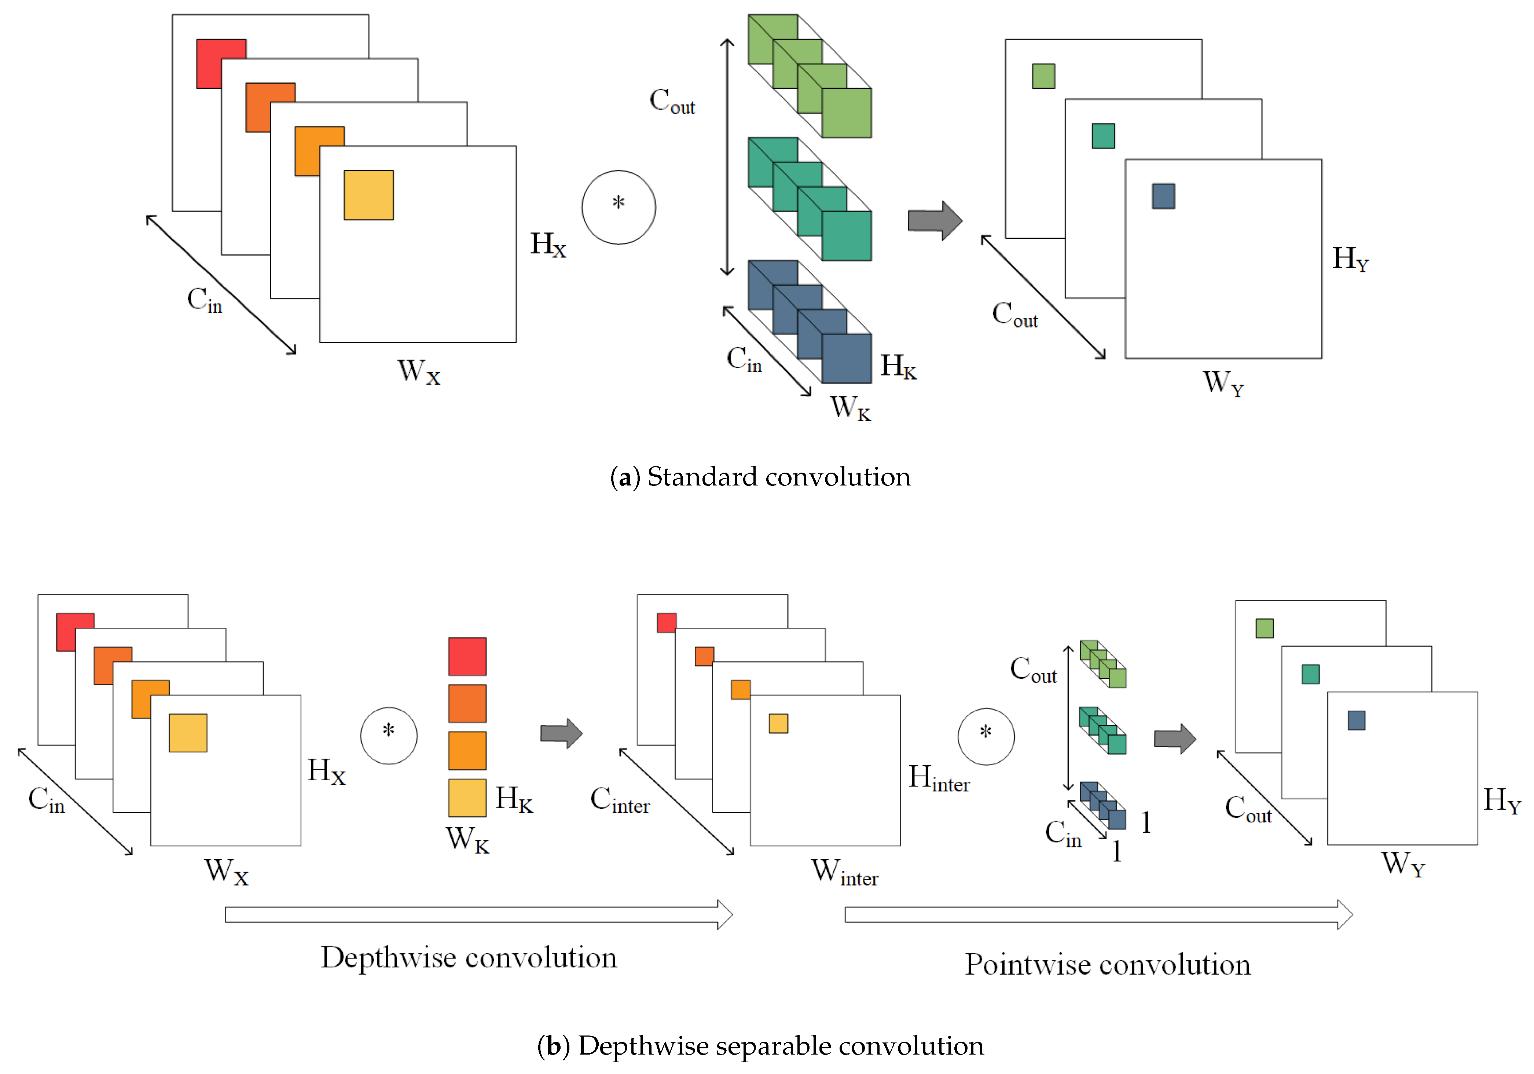 C_out
*
H_X
H_Y
C_in
C_out
C_in
H_K
W_X
W_K
W_Y
(a) Standard convolution
C_out
*
*
H_X
H_inter
C_in
H_K
C_inter
H_Y
C_out
C_in
1
1
W_K
W_X
W_inter
W_Y
Depthwise convolution
Pointwise convolution
(b) Depthwise separable convolution